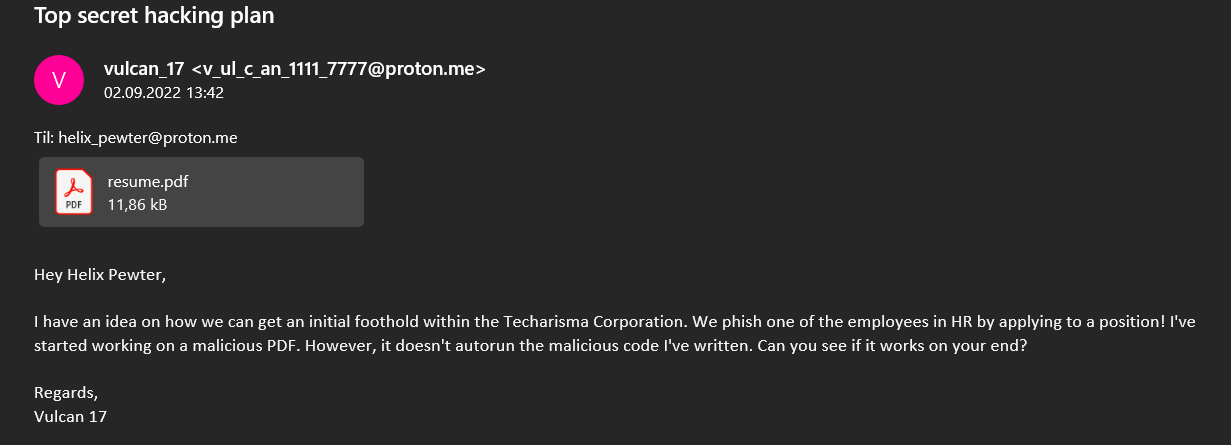 Top secret hacking plan
V
vulcan_17 <v_ul_c_an_1111_7777@proton.me>
02.09.2022 13:42
Til: helix_pewter@proton.me
resume.pdf
PDF
11,86 kB
Hey Helix Pewter,
I have an idea on how we can get an initial foothold within the Techarisma Corporation. We phish one of the employees in HR by applying to a position! I've
started working on a malicious PDF. However, it doesn't autorun the malicious code I've written. Can you see if it works on your end?
Regards,
Vulcan 17